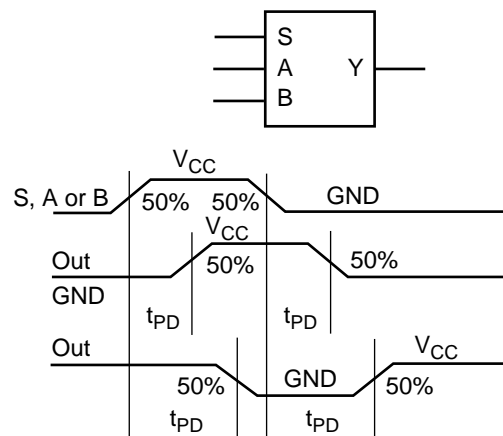 S
A Y
B
VCC
S, A or B 50% 50% GND
VCC
Out 50% 50%
GND
tPD tPD
Out VCC
50% GND 50%
tPD tPD